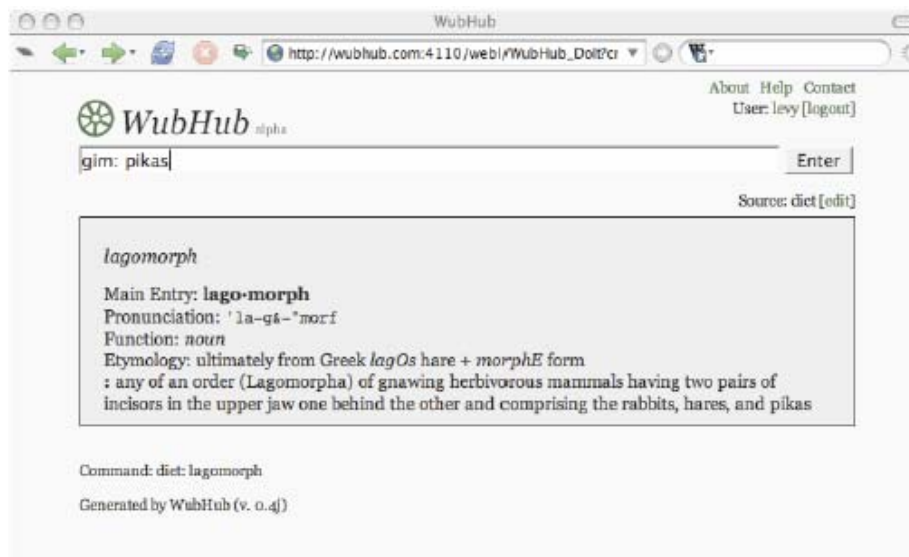 WubHub
http://wubhub.com:4110/webl/WubHub_DoIt?cr
W
About Help Contact
User: levy [logout]
WubHub alpha
gim: pikas
Enter
Source: dict [edit]
lagomorph
Main Entry: lago·morph
Pronunciation: 'la-g&-"morf
Function: noun
Etymology: ultimately from Greek lagOs hare + morphE form
: any of an order (Lagomorpha) of gnawing herbivorous mammals having two pairs of
incisors in the upper jaw one behind the other and comprising the rabbits, hares, and pikas
Command: dict: lagomorph
Generated by WubHub (v. 0.4j)